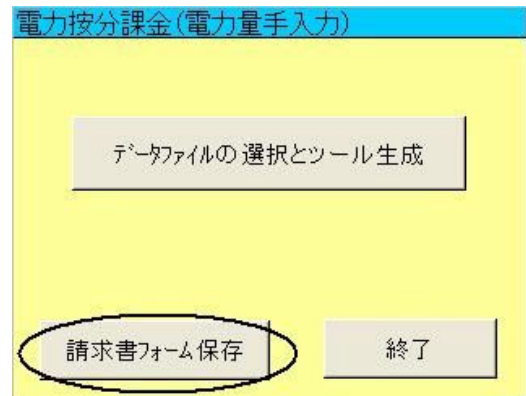 電力按分課金(電力量手入力)
ﾃﾞｰﾀﾌｧｲﾙの選択とツール生成
請求書ﾌｫｰﾑ保存
終了